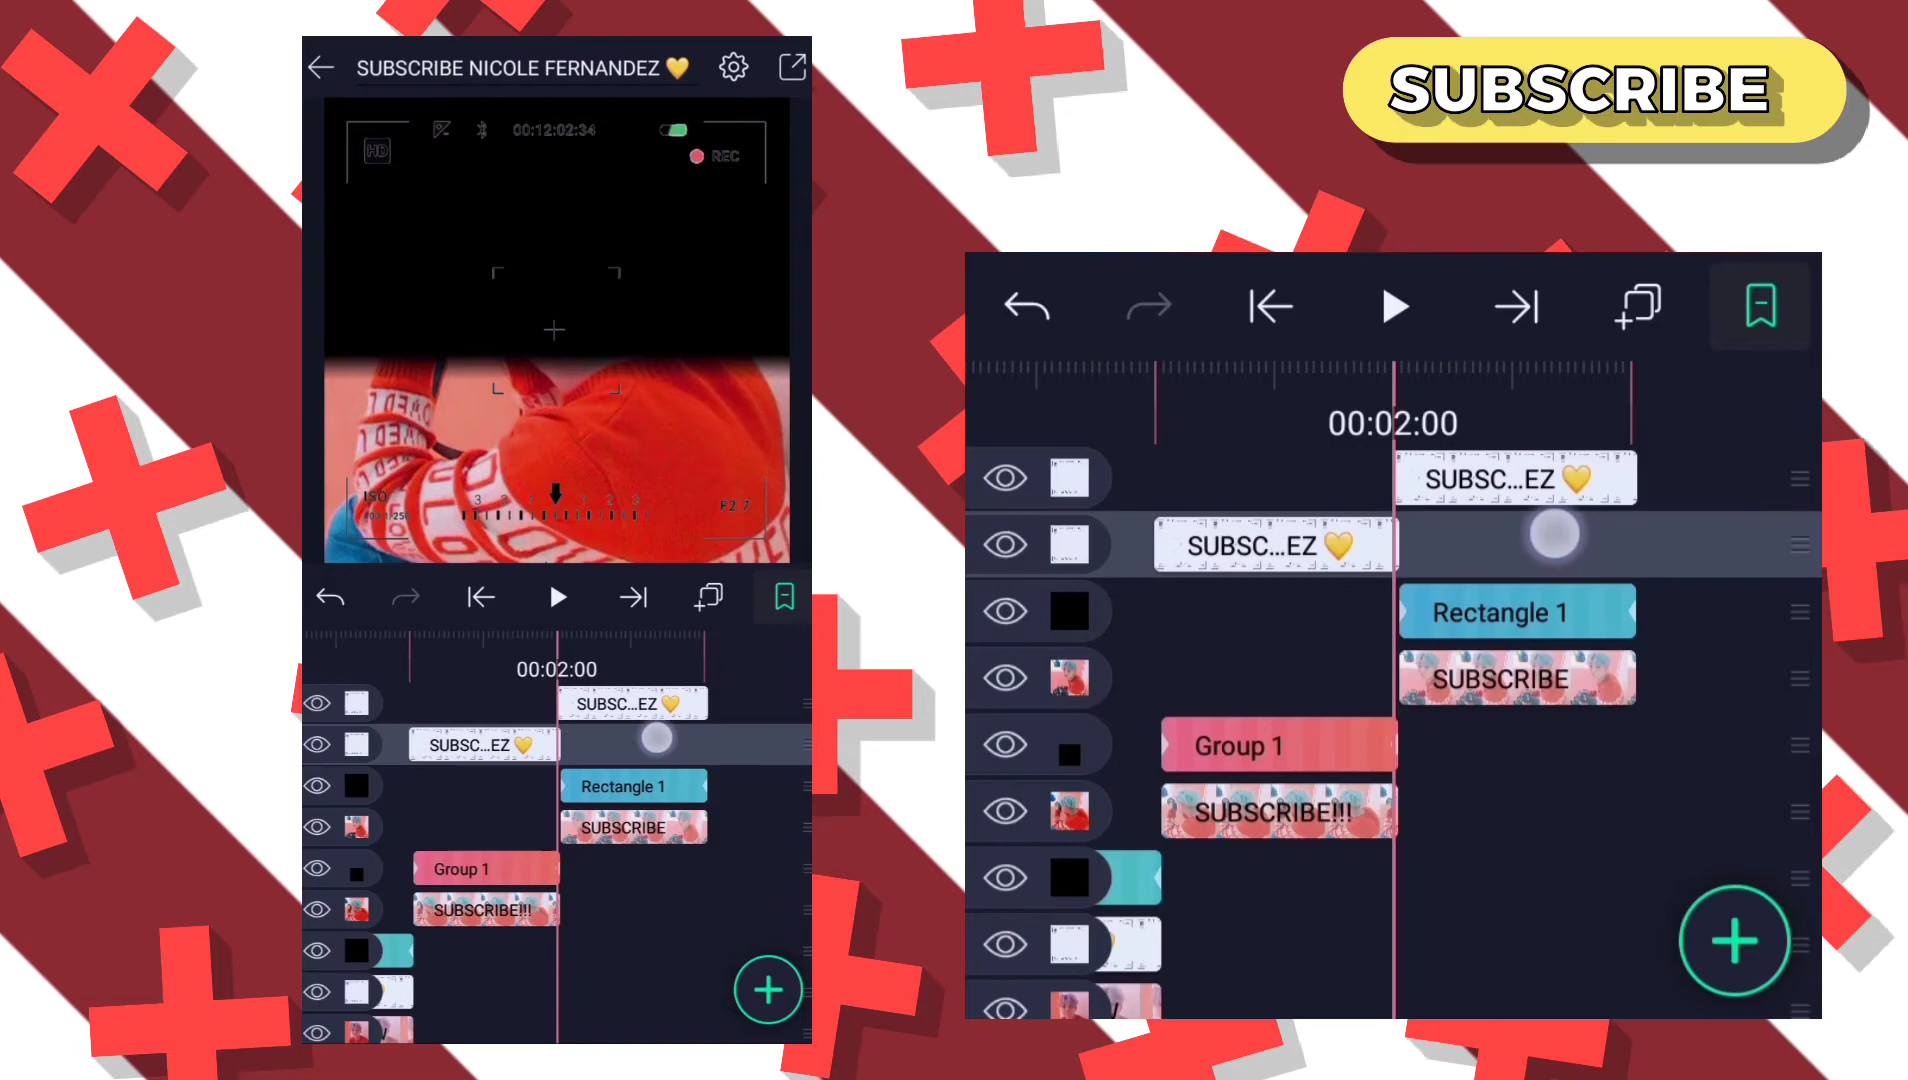 SUBSCRIBE NICOLE FERNANDEZ 💛
00:12:02:34
HD
REC
ISO
F2.7
00:02:00
SUBSC...EZ 💛
SUBSC...EZ 💛
Rectangle 1
SUBSCRIBE
Group 1
SUBSCRIBE!!!
SUBSCRIBE
00:02:00
SUBSC...EZ 💛
SUBSC...EZ 💛
Rectangle 1
SUBSCRIBE
Group 1
SUBSCRIBE!!!